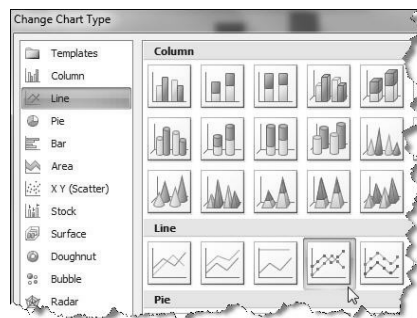 Change Chart Type
Templates
Column
Line
Pie
Bar
Area
X Y (Scatter)
Stock
Surface
Doughnut
Bubble
Radar
Column
Line
Pie